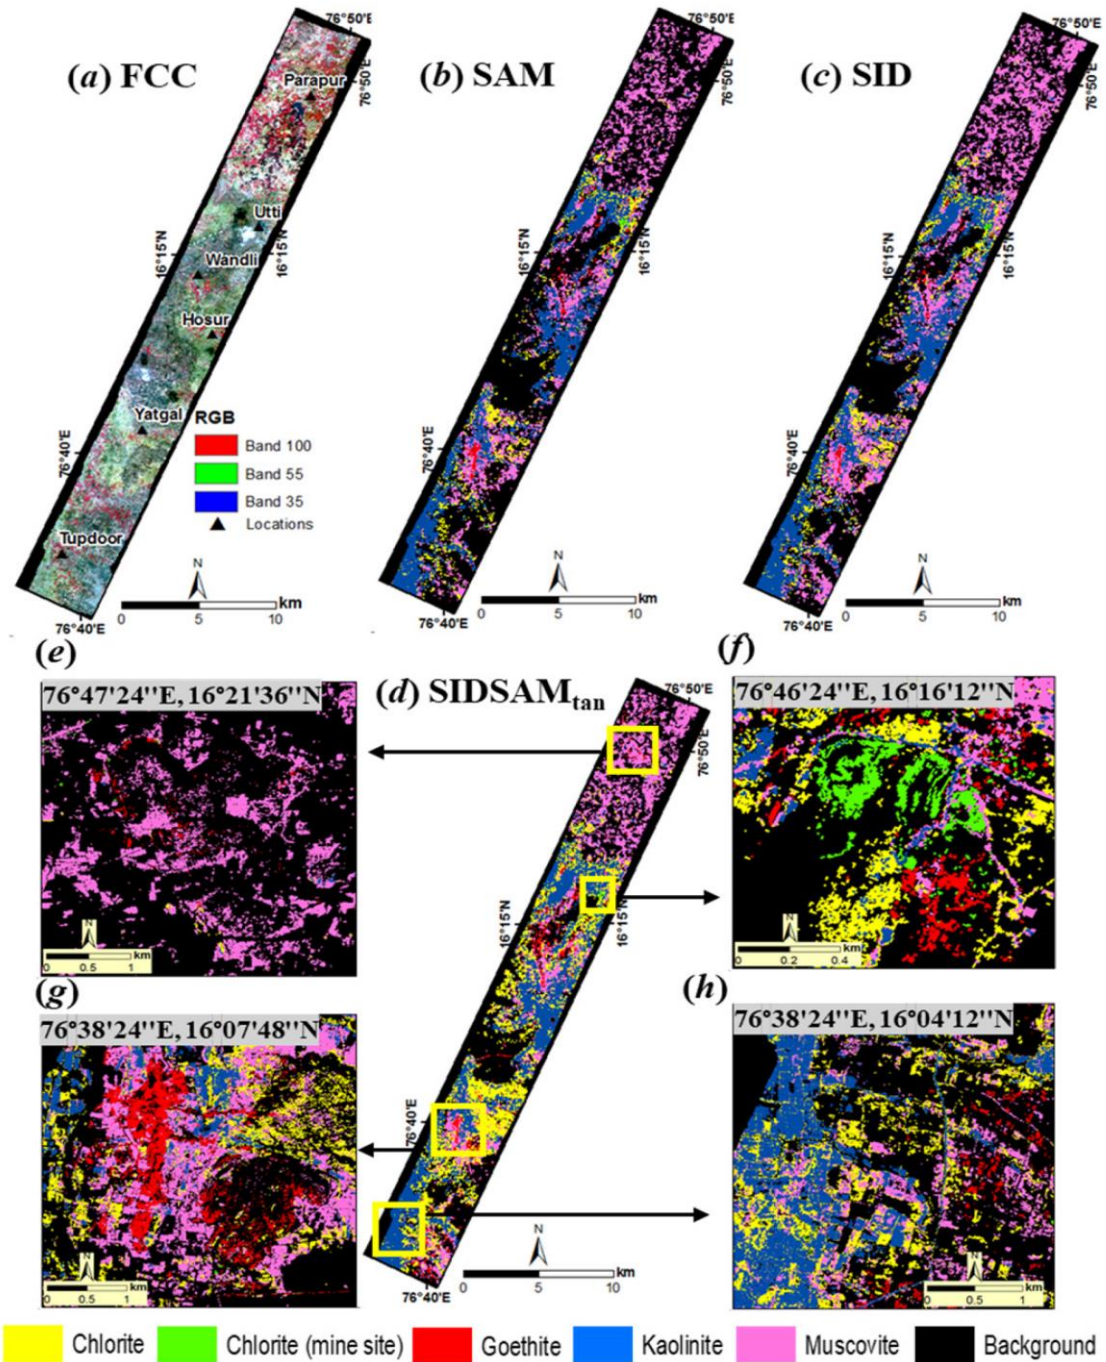 76°50'E
76°50'E
76°50'E
(a) FCC
(b) SAM
(c) SID
76°50'E
76°50'E
76°50'E
Parapur
Utti
16°15'N
Wandli
16°15'N
16°15'N
16°15'N
16°15'N
16°15'N
Hosur
Yatgal
RGB
Band 100
Band 55
Band 35
Locations
76°40'E
76°40'E
76°40'E
Tupdoor
N
N
N
km
km
km
0 5 10
0 5 10
0 5 10
76°40'E
76°40'E
76°40'E
(e)
(f)
76°47'24''E, 16°21'36''N
(d) SIDSAMtan
76°50'E
76°50'E
76°46'24''E, 16°16'12''N
16°15'N
16°15'N
N
km
0 0.5 1
N
km
0 0.2 0.4
(g)
(h)
76°38'24''E, 16°07'48''N
76°38'24''E, 16°04'12''N
76°40'E
N
km
0 0.5 1
N
km
0 5 10
N
km
0 0.5 1
76°40'E
Chlorite
Chlorite (mine site)
Goethite
Kaolinite
Muscovite
Background